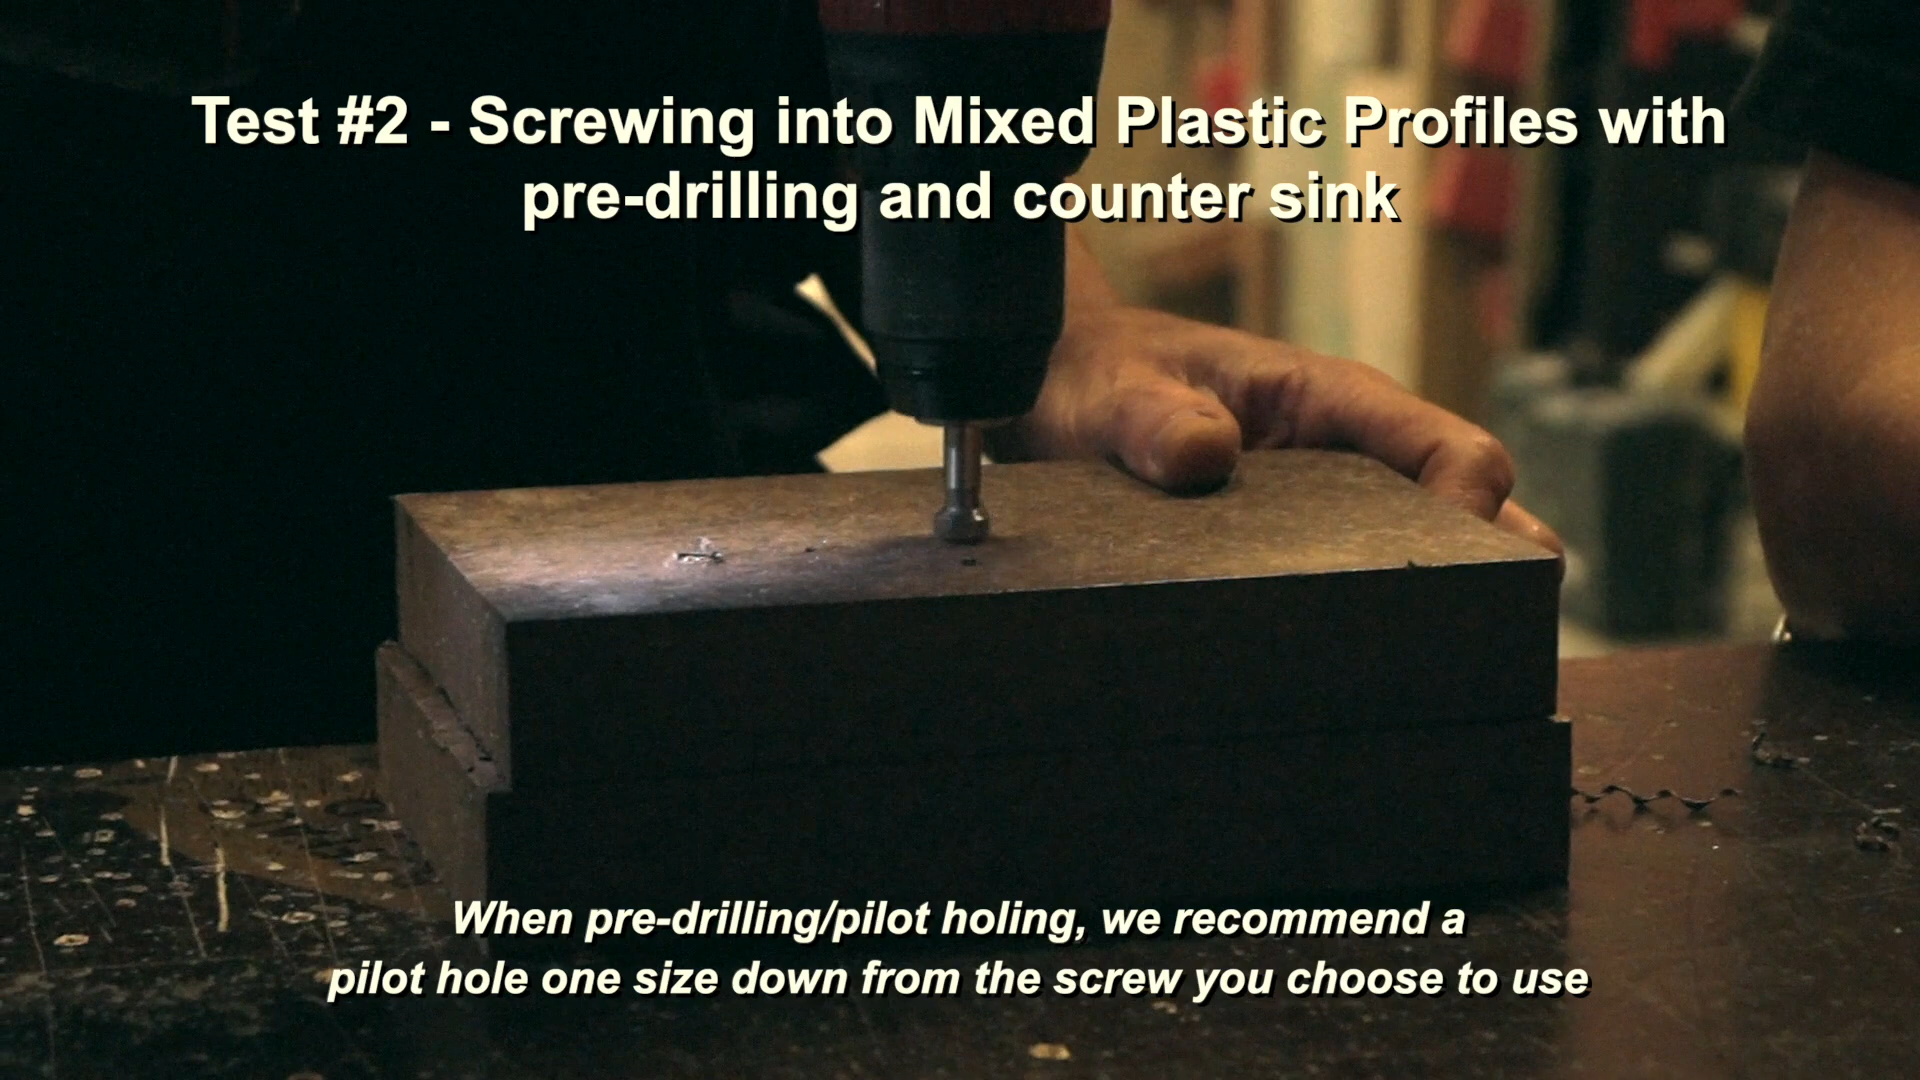 Test #2 - Screwing into Mixed Plastic Profiles with
pre-drilling and counter sink
When pre-drilling/pilot holing, we recommend a
pilot hole one size down from the screw you choose to use